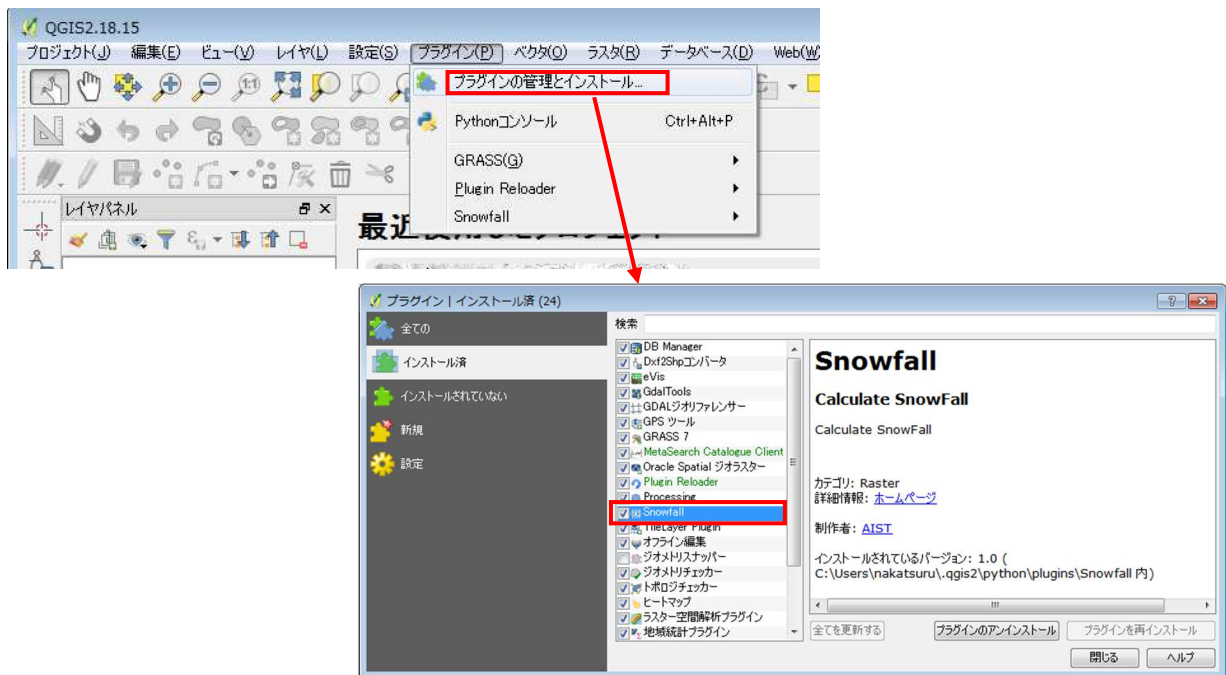 QGIS2.18.15
プロジェクト(J) 編集(E) ビュー(V) レイヤ(L) 設定(S) プラグイン(P) ベクタ(O) ラスタ(R) データベース(D) Web(W
プラグインの管理とインストール...
Pythonコンソール Ctrl+Alt+P
GRASS(G)
Plugin Reloader
Snowfall
レイヤパネル
最近
プラグイン | インストール済 (24)
全ての
インストール済
インストールされていない
新規
設定
検索
DB Manager
Dxf2Shpコンバータ
eVis
GdalTools
GDALジオリファレンサー
GPS ツール
GRASS 7
MetaSearch Catalogue Client
Oracle Spatial ジオラスター
Plugin Reloader
Processing
Snowfall
TileLayer Plugin
オフライン編集
ジオメトリスナッパー
ジオメトリチェッカー
トポロジチェッカー
ヒートマップ
ラスター空間解析プラグイン
地域統計プラグイン
Snowfall
Calculate SnowFall
Calculate SnowFall
カテゴリ: Raster
詳細情報: ホームページ
制作者: AIST
インストールされているバージョン: 1.0 (
C:\Users\nakatsuru\.qgis2\python\plugins\Snowfall 内)
全てを更新する プラグインのアンインストール プラグインを再インストール
閉じる ヘルプ